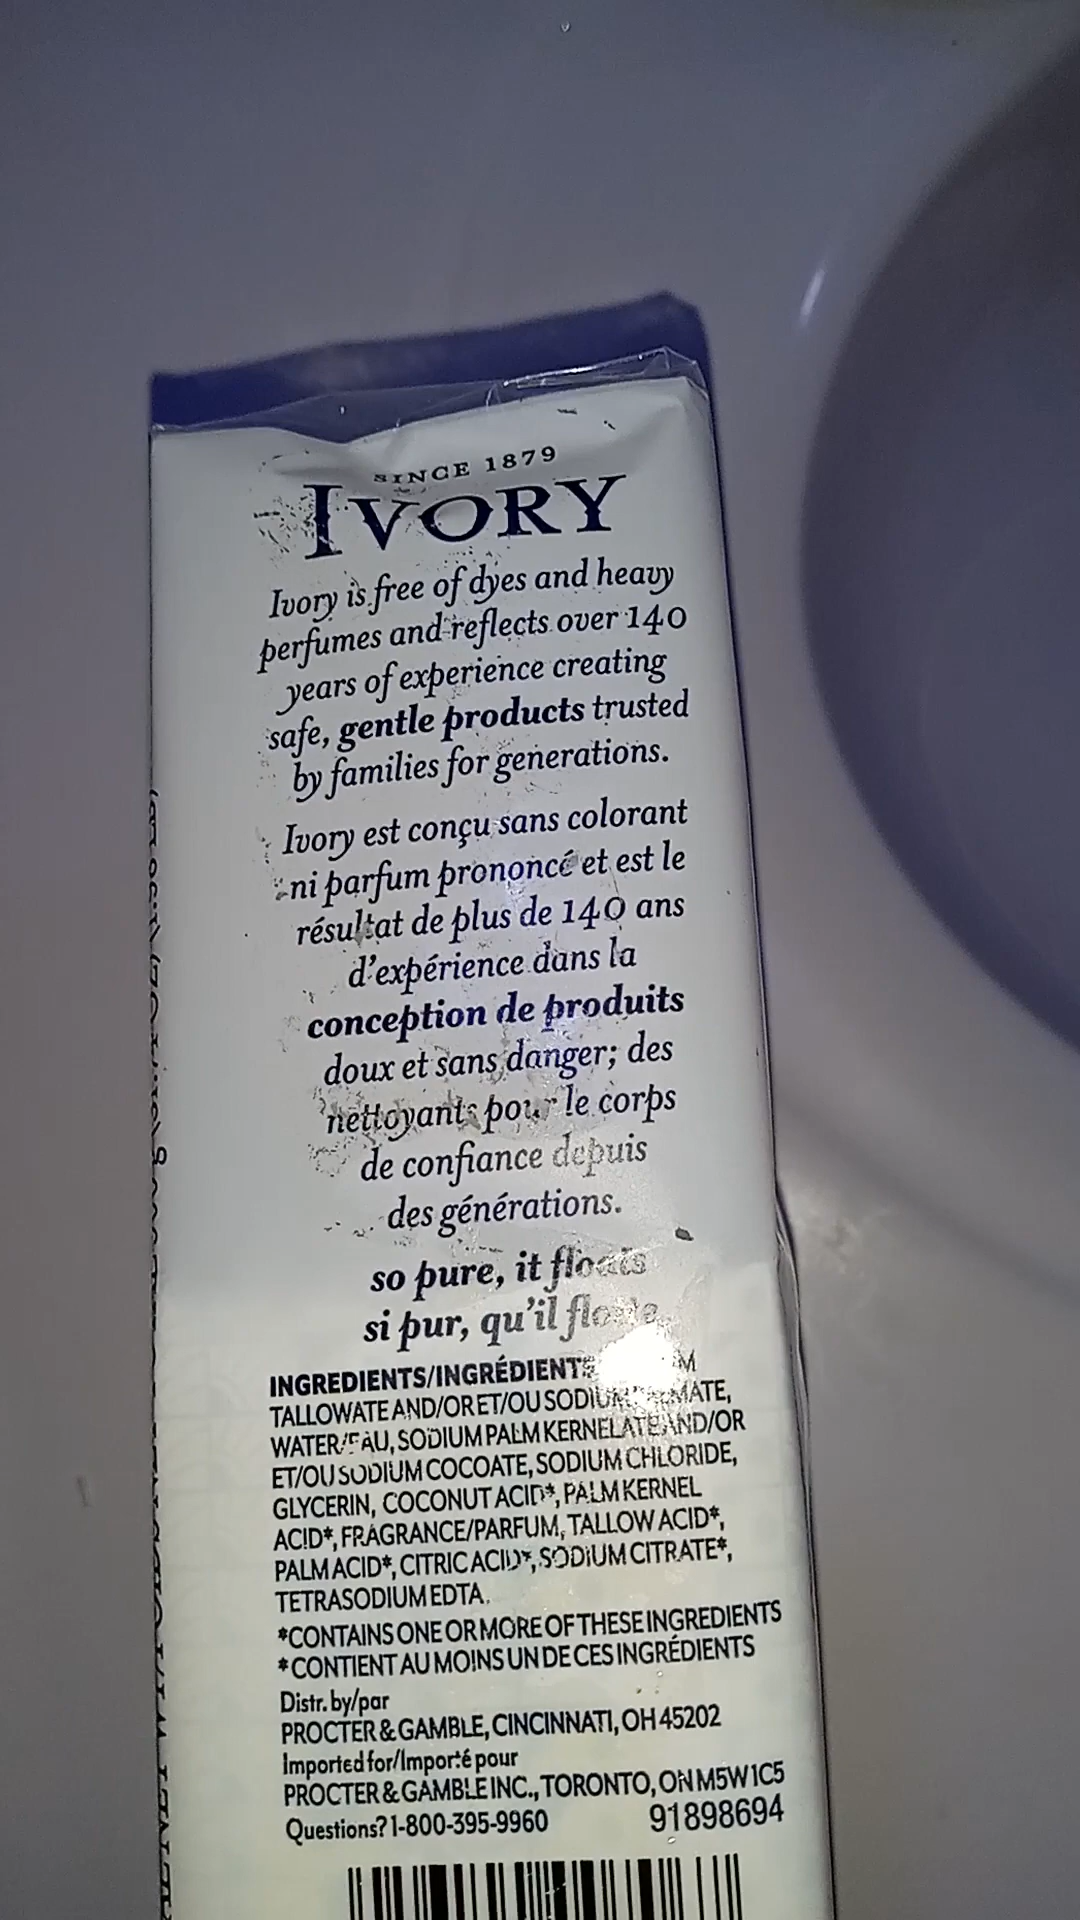 SINCE 1879
IVORY
Ivory is free of dyes and heavy
perfumes and reflects over 140
years of experience creating
safe, gentle products trusted
by families for generations.
Ivory est conçu sans colorant
ni parfum prononcé et est le
résultat de plus de 140 ans
d'expérience dans la
conception de produits
doux et sans danger; des
nettoyants pour le corps
de confiance depuis
des générations.
so pure, it floats
si pur, qu'il flotte
INGREDIENTS/INGRÉDIENTS
TALLOWATE AND/OR ET/OU SODIUM PALMATE,
WATER/EAU, SODIUM PALM KERNELATE AND/OR
ET/OU SODIUM COCOATE, SODIUM CHLORIDE,
GLYCERIN, COCONUT ACID*, PALM KERNEL
ACID*, FRAGRANCE/PARFUM, TALLOW ACID*,
PALM ACID*, CITRIC ACID*, SODIUM CITRATE*,
TETRASODIUM EDTA.
*CONTAINS ONE OR MORE OF THESE INGREDIENTS
*CONTIENT AU MOINS UN DE CES INGRÉDIENTS
Distr. by/par
PROCTER & GAMBLE, CINCINNATI, OH 45202
Imported for/Importé pour
PROCTER & GAMBLE INC., TORONTO, ON M5W 1C5
Questions? 1-800-395-9960 91898694